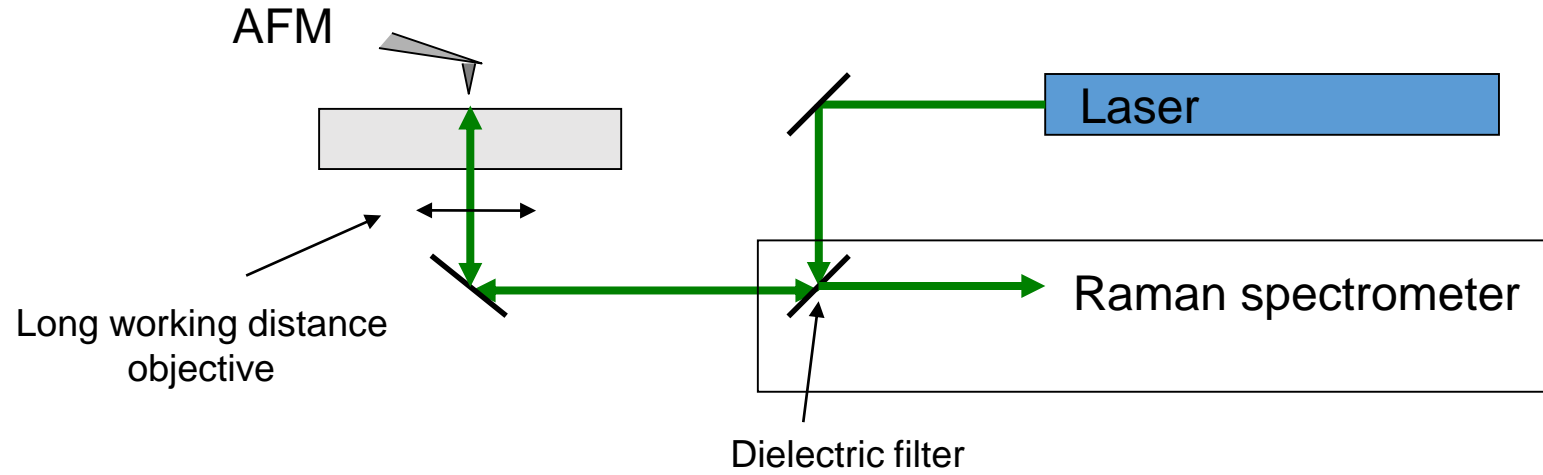 AFM
Laser
Raman spectrometer
Long working distance
objective
Dielectric filter